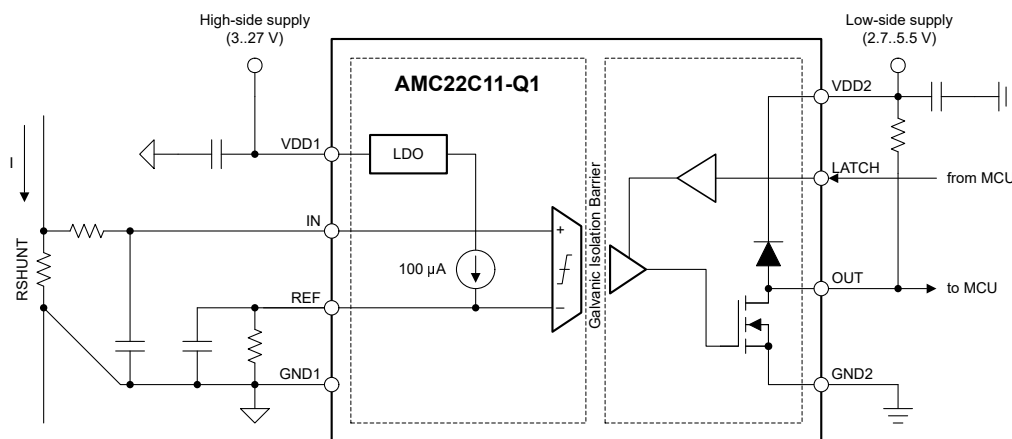 High-side supply
(3..27 V)
Low-side supply
(2.7..5.5 V)
AMC22C11-Q1
VDD2
VDD1
LDO
LATCH
from MCU
I
IN
+
100 µA
Galvanic Isolation Barrier
RSHUNT
REF
−
OUT
to MCU
GND1
GND2